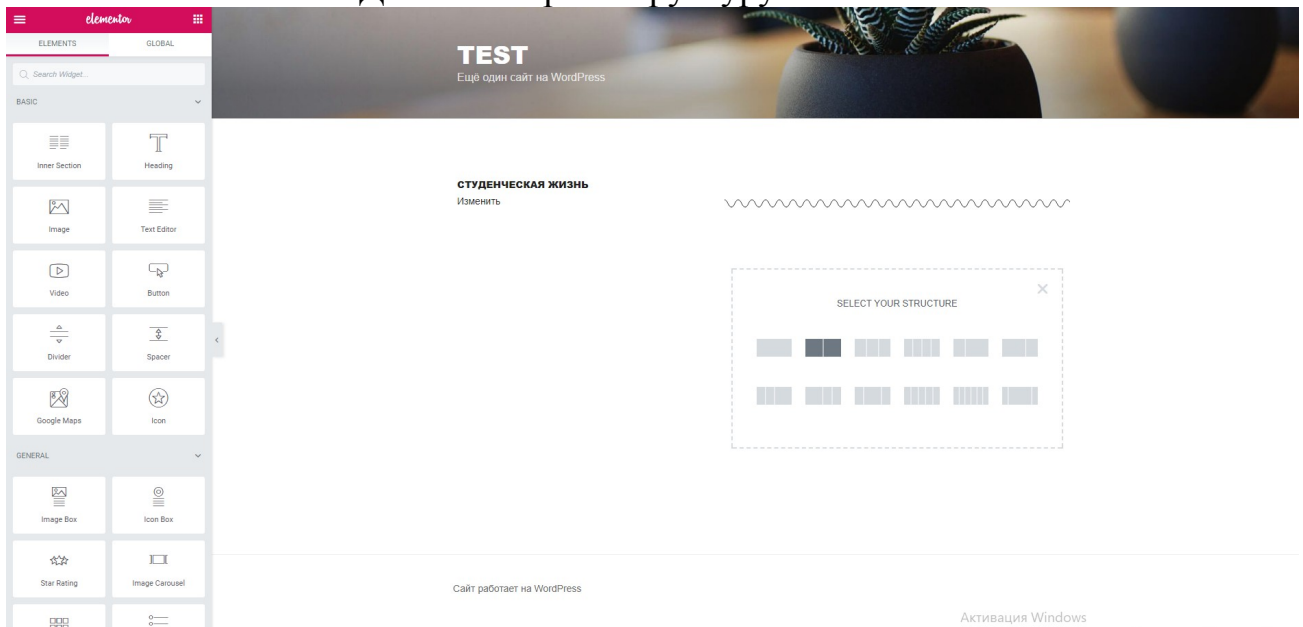 elementor
ELEMENTS
GLOBAL
Search Widget...
BASIC
Inner Section
Heading
Image
Text Editor
Video
Button
Divider
Spacer
Google Maps
Icon
GENERAL
Image Box
Icon Box
Star Rating
Image Carousel
TEST
Ещё один сайт на WordPress
СТУДЕНЧЕСКАЯ ЖИЗНЬ
Изменить
SELECT YOUR STRUCTURE
Сайт работает на WordPress
Активация Windows